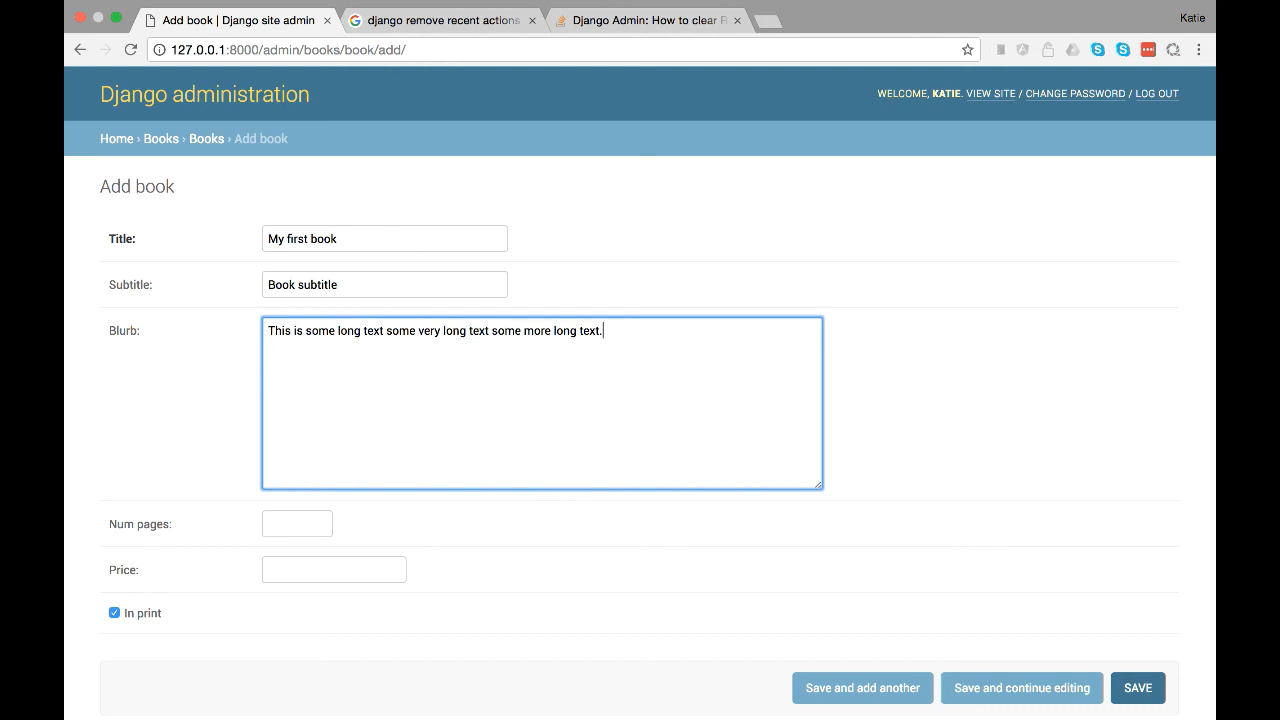 Add book | Django site admin
django remove recent actions
Django Admin: How to clear R
Katie
127.0.0.1:8000/admin/books/book/add/
Django administration
WELCOME, KATIE. VIEW SITE / CHANGE PASSWORD / LOG OUT
Home › Books › Books › Add book
Add book
Title: My first book
Subtitle: Book subtitle
Blurb: This is some long text some very long text some more long text.
Num pages:
Price:
In print
Save and add another
Save and continue editing
SAVE